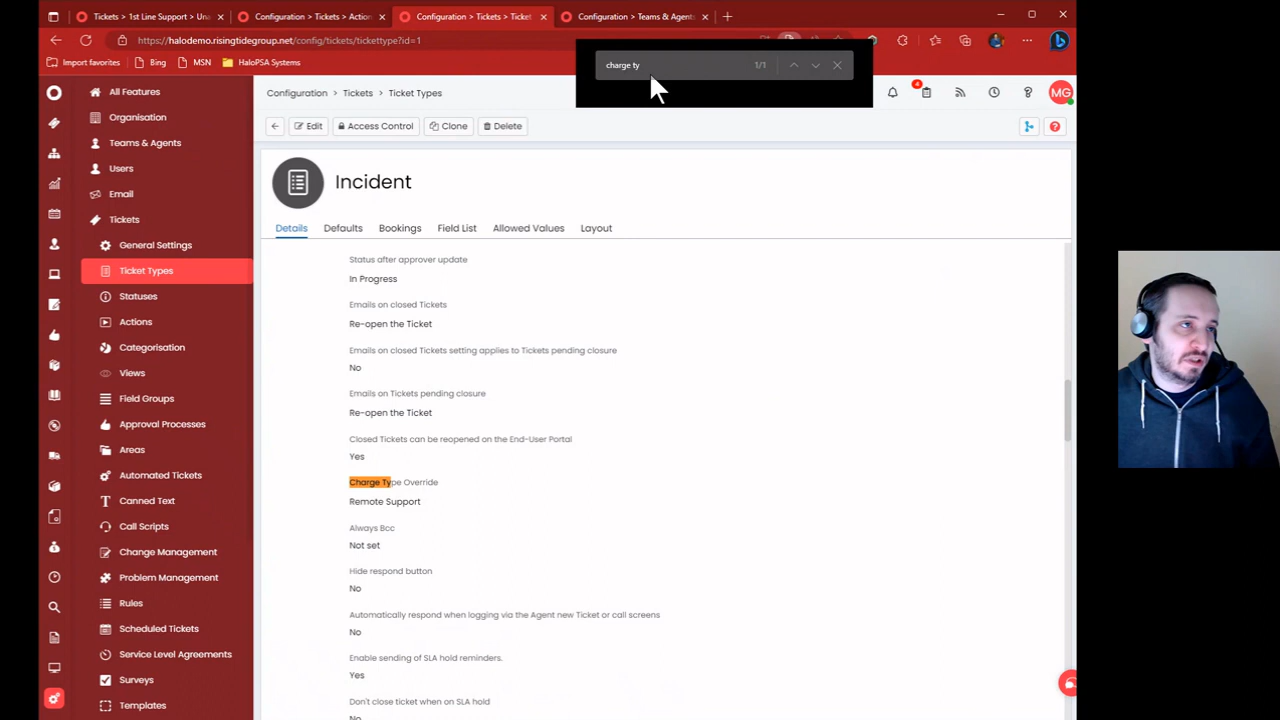 Tickets > 1st Line Support > Una
Configuration > Tickets > Action
Configuration > Tickets > Ticket
Configuration > Teams & Agents
https://halodemo.risingtidegroup.net/config/tickets/tickettype?id=1
Import favorites
Bing
MSN
HaloPSA Systems
charge ty
1/1
All Features
Organisation
Teams & Agents
Users
Email
Tickets
General Settings
Ticket Types
Statuses
Actions
Categorisation
Views
Field Groups
Approval Processes
Areas
Automated Tickets
Canned Text
Call Scripts
Change Management
Problem Management
Rules
Scheduled Tickets
Service Level Agreements
Surveys
Templates
Configuration > Tickets > Ticket Types
4
MG
Edit
Access Control
Clone
Delete
Incident
Details
Defaults
Bookings
Field List
Allowed Values
Layout
Status after approver update
In Progress
Emails on closed Tickets
Re-open the Ticket
Emails on closed Tickets setting applies to Tickets pending closure
No
Emails on Tickets pending closure
Re-open the Ticket
Closed Tickets can be reopened on the End-User Portal
Yes
Charge Type Override
Remote Support
Always Bcc
Not set
Hide respond button
No
Automatically respond when logging via the Agent new Ticket or call screens
No
Enable sending of SLA hold reminders.
Yes
Don't close ticket when on SLA hold
No